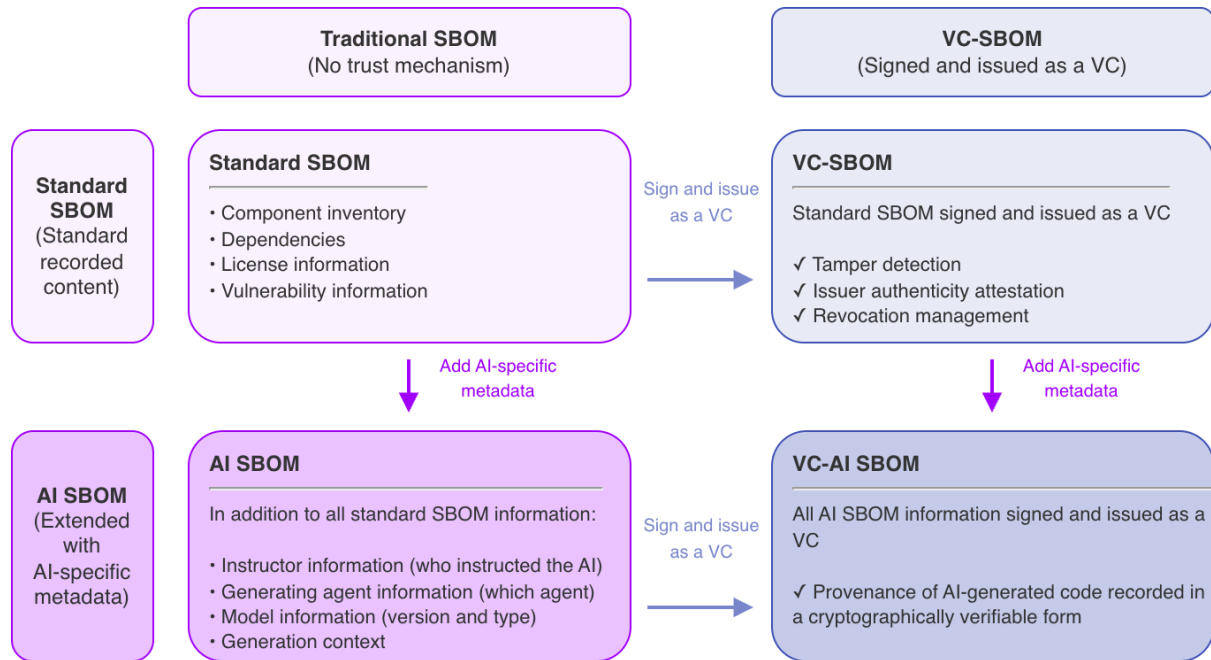 Traditional SBOM
(No trust mechanism)
VC-SBOM
(Signed and issued as a VC)
Standard
SBOM
(Standard
recorded
content)
Standard SBOM
• Component inventory
• Dependencies
• License information
• Vulnerability information
Sign and issue
as a VC
VC-SBOM
Standard SBOM signed and issued as a VC
✓ Tamper detection
✓ Issuer authenticity attestation
✓ Revocation management
Add AI-specific
metadata
Add AI-specific
metadata
AI SBOM
(Extended
with
AI-specific
metadata)
AI SBOM
In addition to all standard SBOM information:
• Instructor information (who instructed the AI)
• Generating agent information (which agent)
• Model information (version and type)
• Generation context
Sign and issue
as a VC
VC-AI SBOM
All AI SBOM information signed and issued as a
VC
✓ Provenance of AI-generated code recorded in
a cryptographically verifiable form